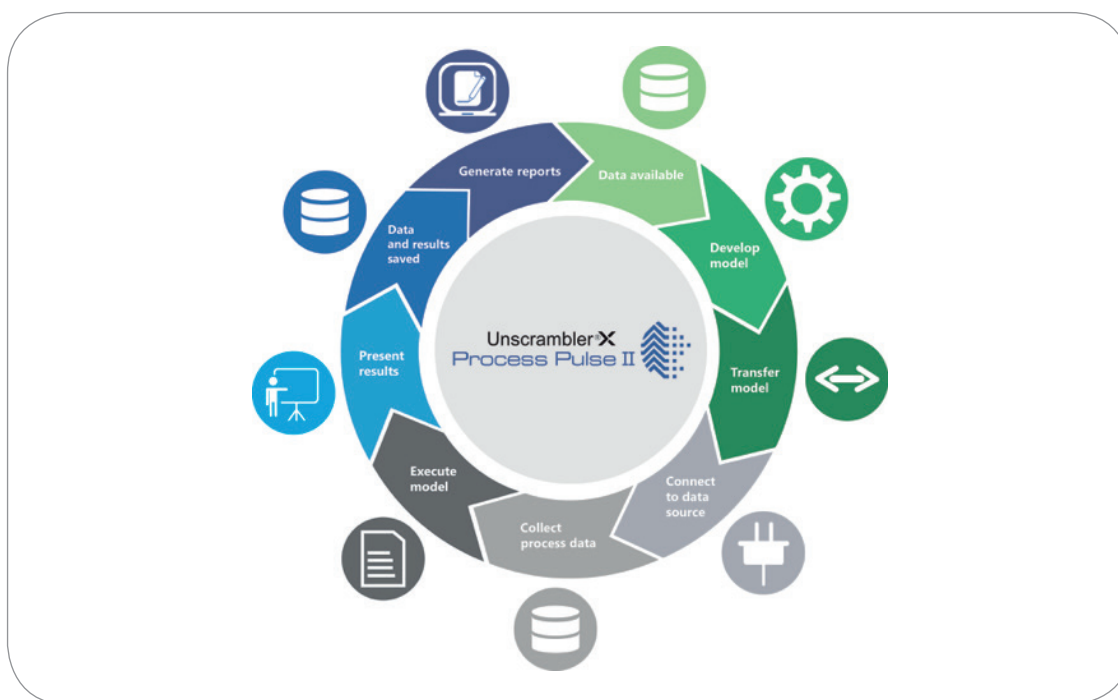 Generate reports
Data available
Develop
model
Transfer
model
Connect
to data
source
Collect
process data
Execute
model
Present
results
Data
and results
saved
Unscrambler®X
Process Pulse II